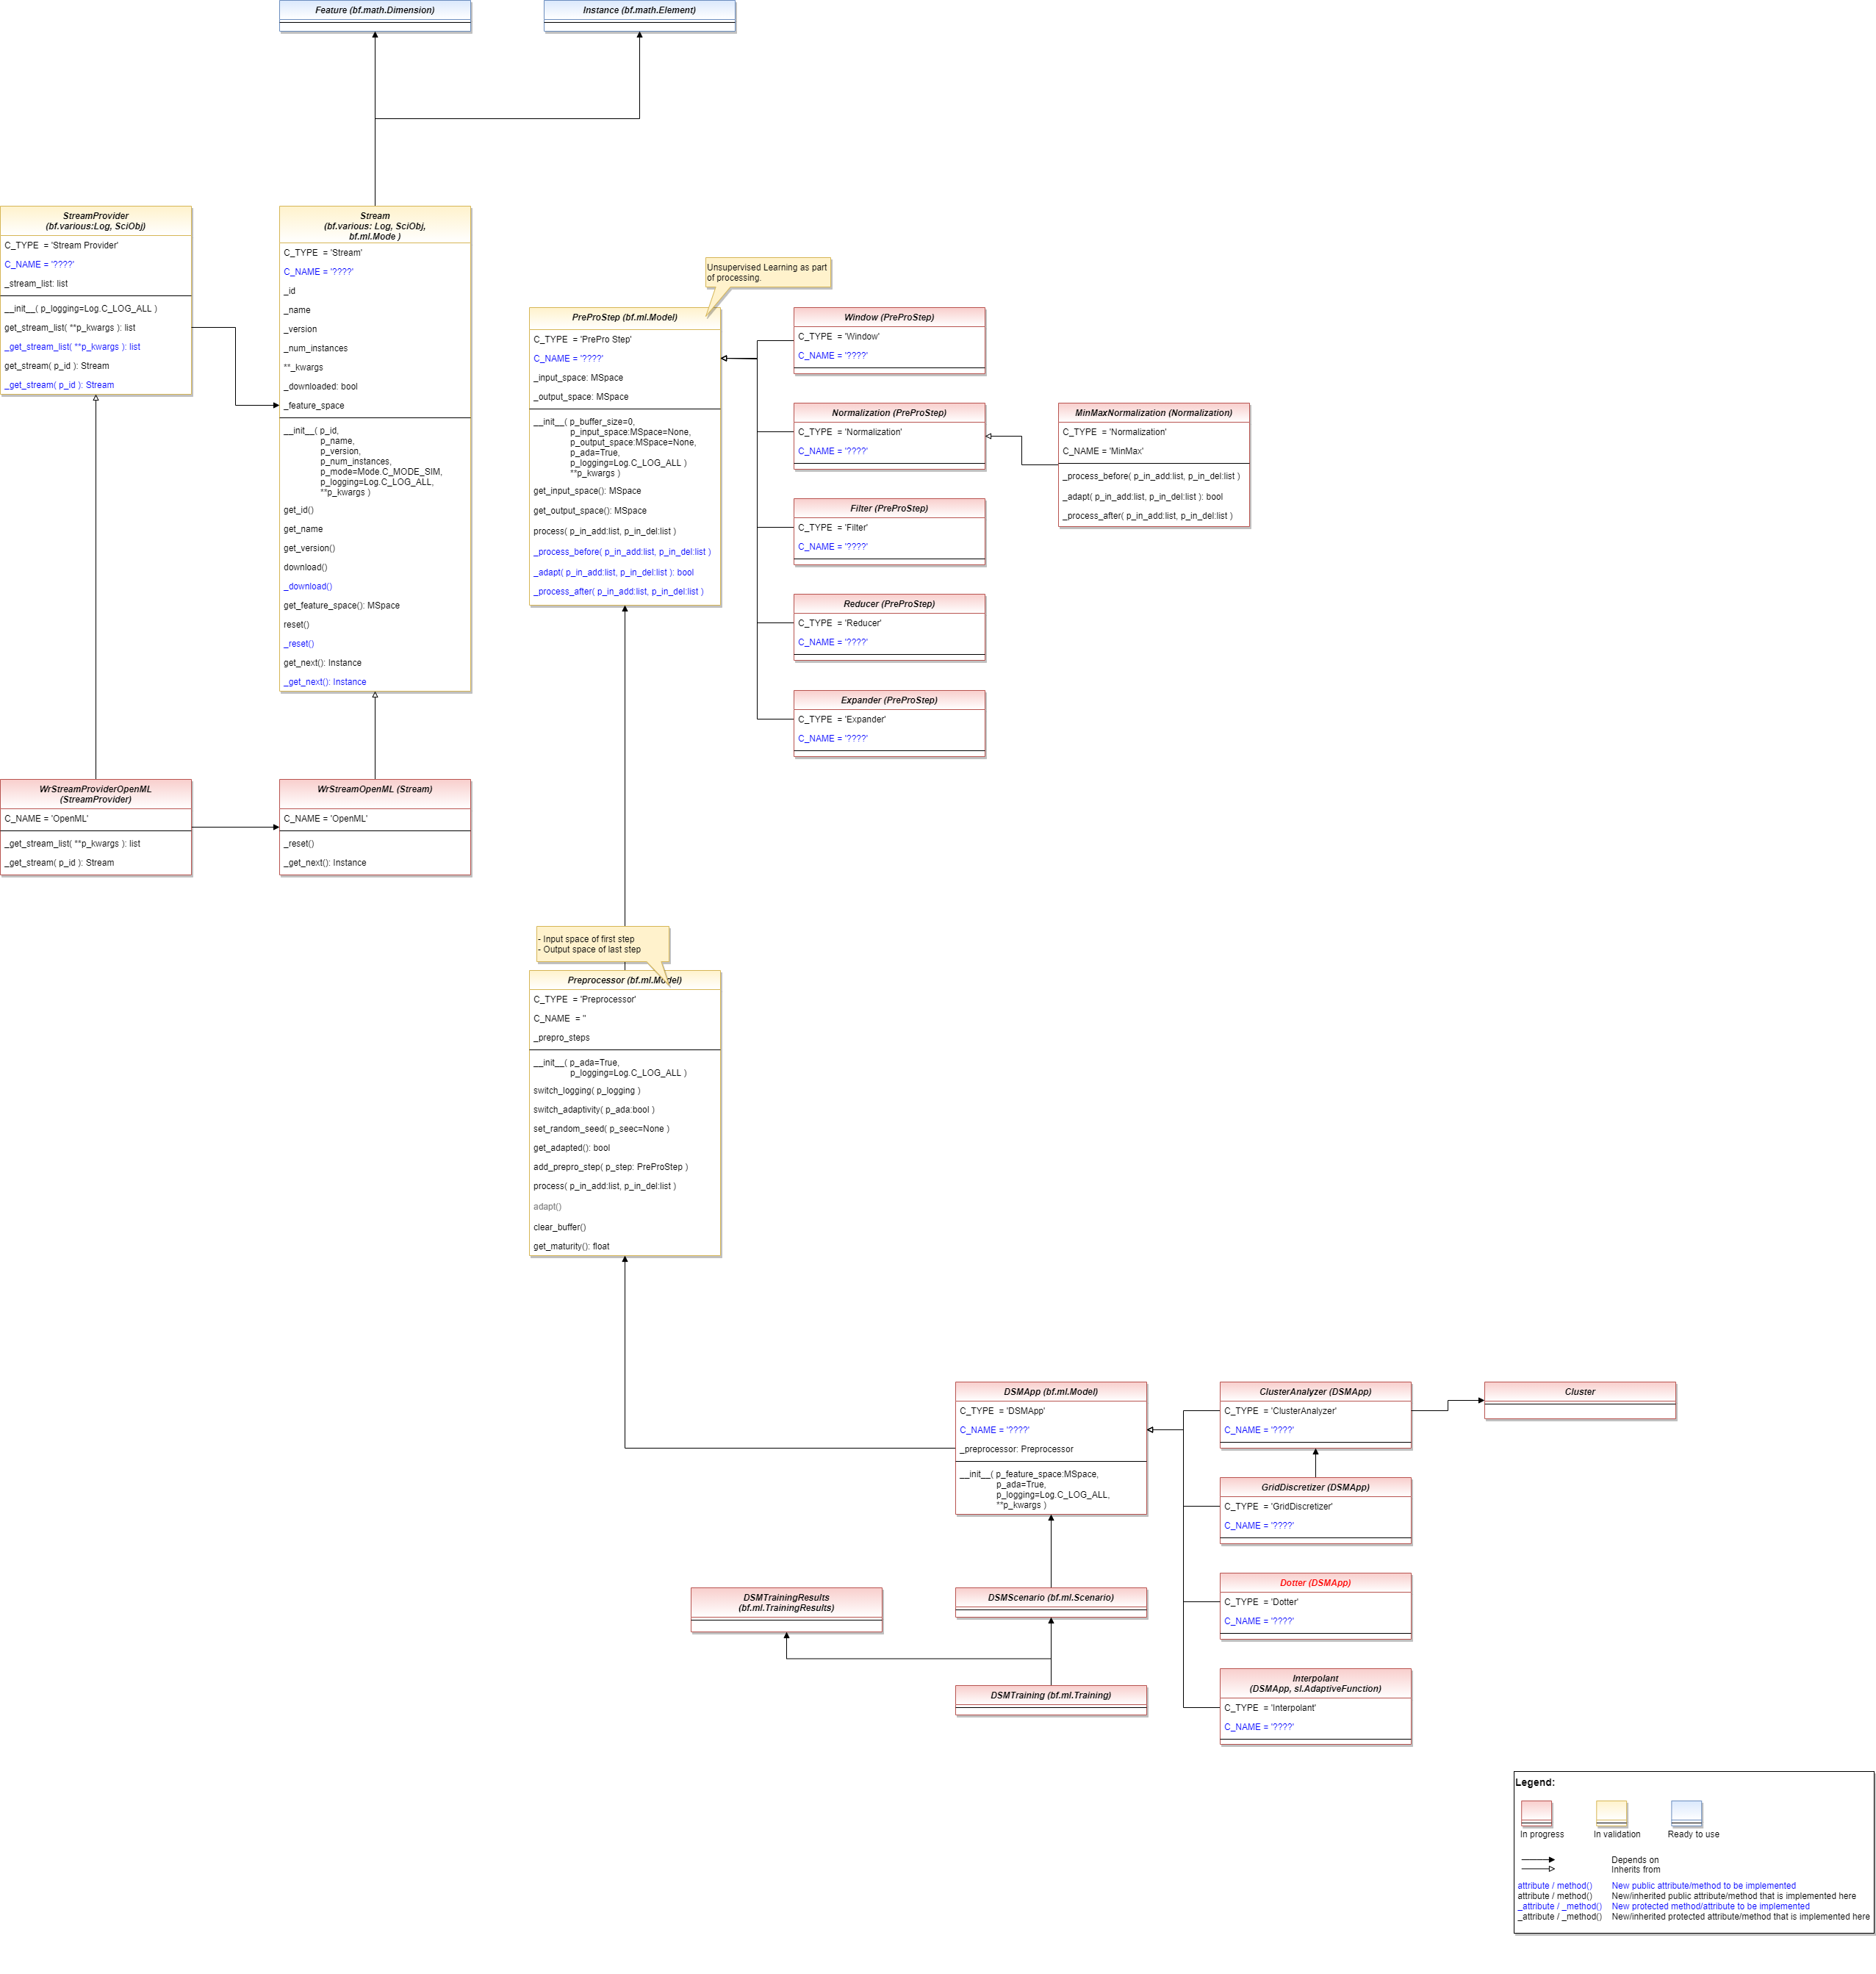 Feature (bf.math.Dimension)
Instance (bf.math.Element)
StreamProvider
(bf.various:Log, SciObj)
C_TYPE  = 'Stream Provider'
C_NAME = '????'
_stream_list: list
__init__( p_logging=Log.C_LOG_ALL )
get_stream_list( **p_kwargs ): list
_get_stream_list( **p_kwargs ): list
get_stream( p_id ): Stream
_get_stream( p_id ): Stream
Stream
(bf.various: Log, SciObj,
bf.ml.Mode )
C_TYPE  = 'Stream'
C_NAME = '????'
_id
_name
_version
_num_instances
**_kwargs
_downloaded: bool
_feature_space
__init__( p_id,
p_name,
p_version,
p_num_instances,
p_mode=Mode.C_MODE_SIM,
p_logging=Log.C_LOG_ALL,
**p_kwargs )
get_id()
get_name
get_version()
download()
_download()
get_feature_space(): MSpace
reset()
_reset()
get_next(): Instance
_get_next(): Instance
Unsupervised Learning as part
of processing.
PreProStep (bf.ml.Model)
C_TYPE  = 'PrePro Step'
C_NAME = '????'
_input_space: MSpace
_output_space: MSpace
__init__( p_buffer_size=0,
p_input_space:MSpace=None,
p_output_space:MSpace=None,
p_ada=True,
p_logging=Log.C_LOG_ALL )
**p_kwargs )
get_input_space(): MSpace
get_output_space(): MSpace
process( p_in_add:list, p_in_del:list )
_process_before( p_in_add:list, p_in_del:list )
_adapt( p_in_add:list, p_in_del:list ): bool
_process_after( p_in_add:list, p_in_del:list )
Window (PreProStep)
C_TYPE  = 'Window'
C_NAME = '????'
Normalization (PreProStep)
C_TYPE  = 'Normalization'
C_NAME = '????'
MinMaxNormalization (Normalization)
C_TYPE  = 'Normalization'
C_NAME = 'MinMax'
_process_before( p_in_add:list, p_in_del:list )
_adapt( p_in_add:list, p_in_del:list ): bool
_process_after( p_in_add:list, p_in_del:list )
Filter (PreProStep)
C_TYPE  = 'Filter'
C_NAME = '????'
Reducer (PreProStep)
C_TYPE  = 'Reducer'
C_NAME = '????'
Expander (PreProStep)
C_TYPE  = 'Expander'
C_NAME = '????'
WrStreamProviderOpenML
(StreamProvider)
C_NAME = 'OpenML'
_get_stream_list( **p_kwargs ): list
_get_stream( p_id ): Stream
WrStreamOpenML (Stream)
C_NAME = 'OpenML'
_reset()
_get_next(): Instance
- Input space of first step
- Output space of last step
Preprocessor (bf.ml.Model)
C_TYPE  = 'Preprocessor'
C_NAME  = ''
_prepro_steps
__init__( p_ada=True,
p_logging=Log.C_LOG_ALL )
switch_logging( p_logging )
switch_adaptivity( p_ada:bool )
set_random_seed( p_seec=None )
get_adapted(): bool
add_prepro_step( p_step: PreProStep )
process( p_in_add:list, p_in_del:list )
adapt()
clear_buffer()
get_maturity(): float
DSMApp (bf.ml.Model)
C_TYPE  = 'DSMApp'
C_NAME = '????'
_preprocessor: Preprocessor
__init__( p_feature_space:MSpace,
p_ada=True,
p_logging=Log.C_LOG_ALL,
**p_kwargs )
ClusterAnalyzer (DSMApp)
C_TYPE  = 'ClusterAnalyzer'
C_NAME = '????'
Cluster
GridDiscretizer (DSMApp)
C_TYPE  = 'GridDiscretizer'
C_NAME = '????'
Dotter (DSMApp)
C_TYPE  = 'Dotter'
C_NAME = '????'
Interpolant
(DSMApp, sl.AdaptiveFunction)
C_TYPE  = 'Interpolant'
C_NAME = '????'
DSMTrainingResults
(bf.ml.TrainingResults)
DSMScenario (bf.ml.Scenario)
DSMTraining (bf.ml.Training)
Legend:
In progress
In validation
Ready to use
Depends on
Inherits from
attribute / method() New public attribute/method to be implemented
attribute / method() New/inherited public attribute/method that is implemented here
_attribute / _method() New protected method/attribute to be implemented
_attribute / _method() New/inherited protected attribute/method that is implemented here